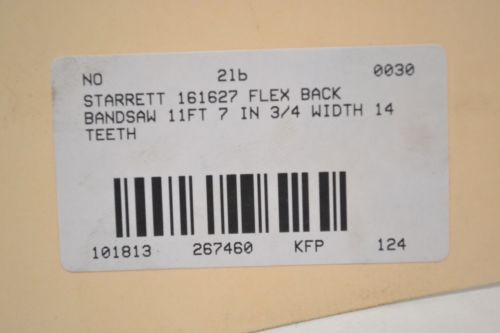 NO 2lb 0030
STARRETT 161627 FLEX BACK
BANDSAW 11FT 7 IN 3/4 WIDTH 14
TEETH
101813 267460 KFP 124